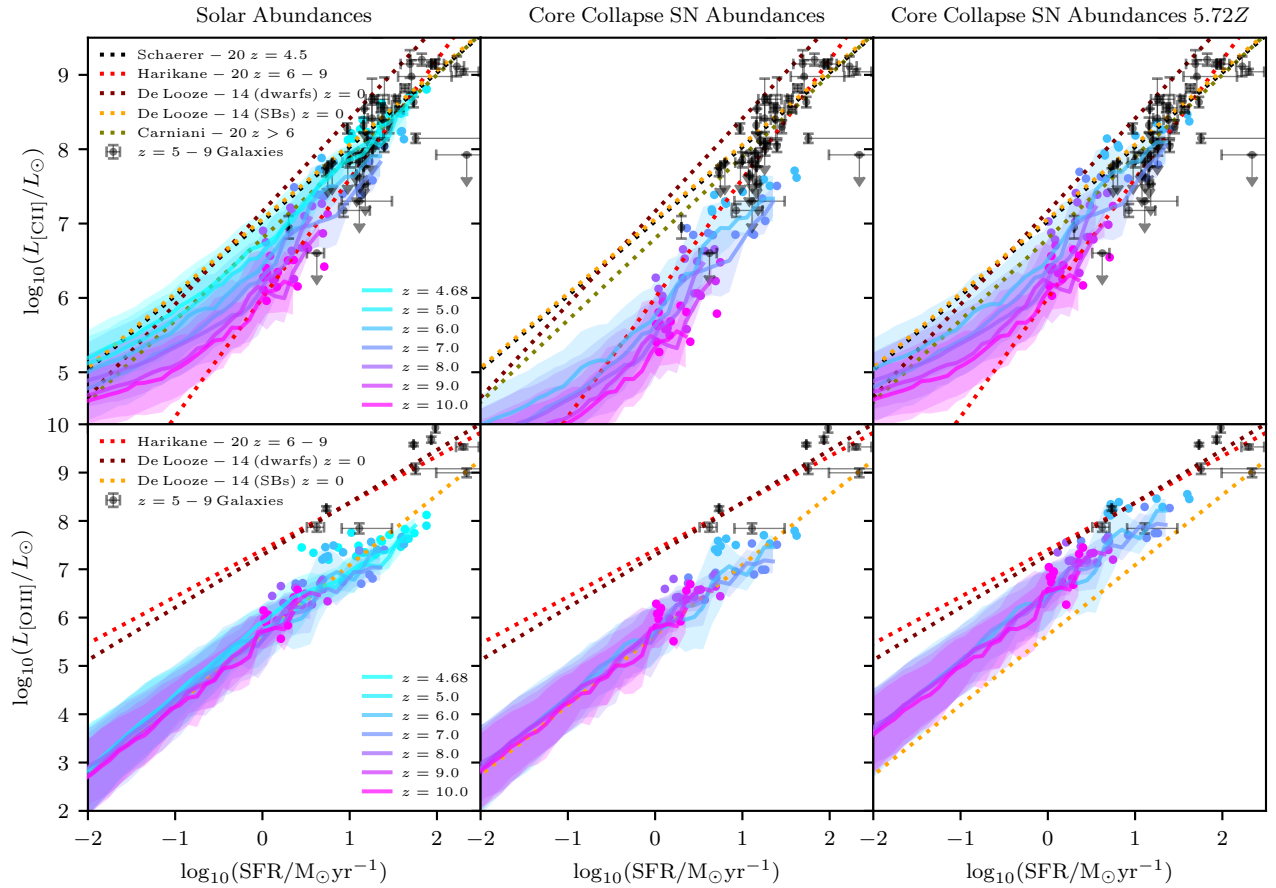 Solar Abundances
Core Collapse SN Abundances
Core Collapse SN Abundances 5.72Z
Schaerer − 20 z = 4.5
Harikane − 20 z = 6 − 9
De Looze − 14 (dwarfs) z = 0
De Looze − 14 (SBs) z = 0
Carniani − 20 z > 6
z = 5 − 9 Galaxies
log₁₀(L[CII]/L⊙)
9
8
7
6
5
z = 4.68
z = 5.0
z = 6.0
z = 7.0
z = 8.0
z = 9.0
z = 10.0
10
Harikane − 20 z = 6 − 9
De Looze − 14 (dwarfs) z = 0
De Looze − 14 (SBs) z = 0
z = 5 − 9 Galaxies
log₁₀(L[OIII]/L⊙)
9
8
7
6
5
4
3
2
z = 4.68
z = 5.0
z = 6.0
z = 7.0
z = 8.0
z = 9.0
z = 10.0
−2 −1 0 1 2 −2 −1 0 1 2 −2 −1 0 1 2
log₁₀(SFR/M⊙yr⁻¹) log₁₀(SFR/M⊙yr⁻¹) log₁₀(SFR/M⊙yr⁻¹)